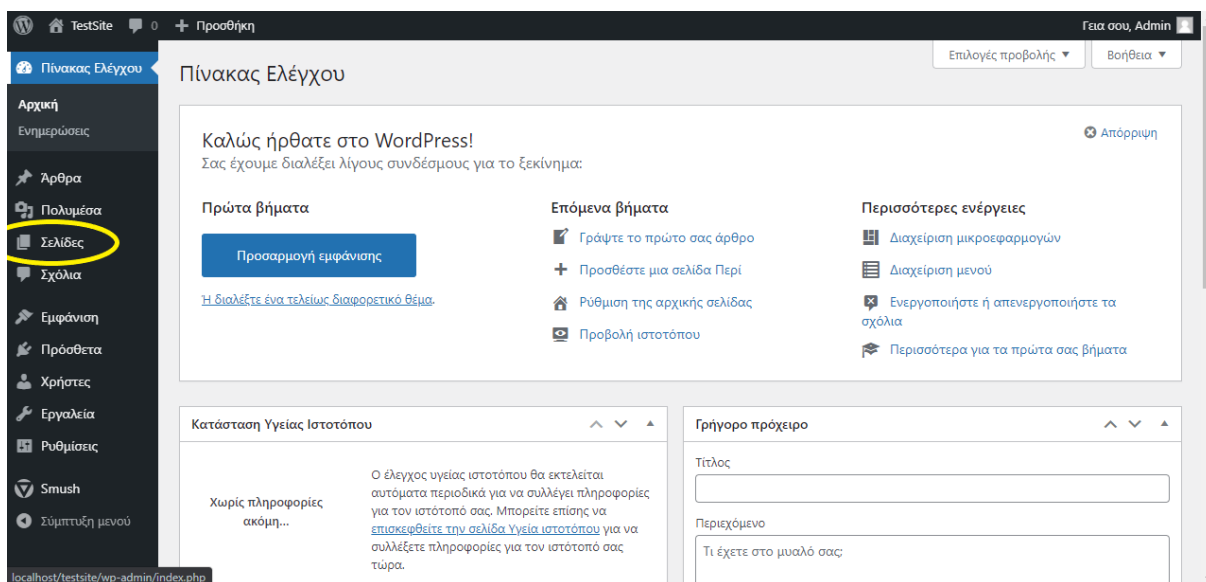 TestSite 0 Προσθήκη Γεια σου, Admin
Πίνακας Ελέγχου
Αρχική
Ενημερώσεις
Άρθρα
Πολυμέσα
Σελίδες
Σχόλια
Εμφάνιση
Πρόσθετα
Χρήστες
Εργαλεία
Ρυθμίσεις
Smush
Σύμπτυξη μενού
localhost/testsite/wp-admin/index.php
Επιλογές προβολής Βοήθεια
Πίνακας Ελέγχου
Καλώς ήρθατε στο WordPress!
Απόρριψη
Σας έχουμε διαλέξει λίγους συνδέσμους για το ξεκίνημα:
Πρώτα βήματα
Προσαρμογή εμφάνισης
Ή διαλέξτε ένα τελείως διαφορετικό θέμα.
Επόμενα βήματα
Γράψτε το πρώτο σας άρθρο
Προσθέστε μια σελίδα Περί
Ρύθμιση της αρχικής σελίδας
Προβολή ιστοτόπου
Περισσότερες ενέργειες
Διαχείριση μικροεφαρμογών
Διαχείριση μενού
Ενεργοποιήστε ή απενεργοποιήστε τα
σχόλια
Περισσότερα για τα πρώτα σας βήματα
Κατάσταση Υγείας Ιστοτόπου
Χωρίς πληροφορίες
ακόμη...
Ο έλεγχος υγείας ιστοτόπου θα εκτελείται
αυτόματα περιοδικά για να συλλέγει πληροφορίες
για τον ιστότοπό σας. Μπορείτε επίσης να
επισκεφθείτε την σελίδα Υγεία ιστοτόπου για να
συλλέξετε πληροφορίες για τον ιστότοπό σας
τώρα.
Γρήγορο πρόχειρο
Τίτλος
Περιεχόμενο
Τι έχετε στο μυαλό σας;